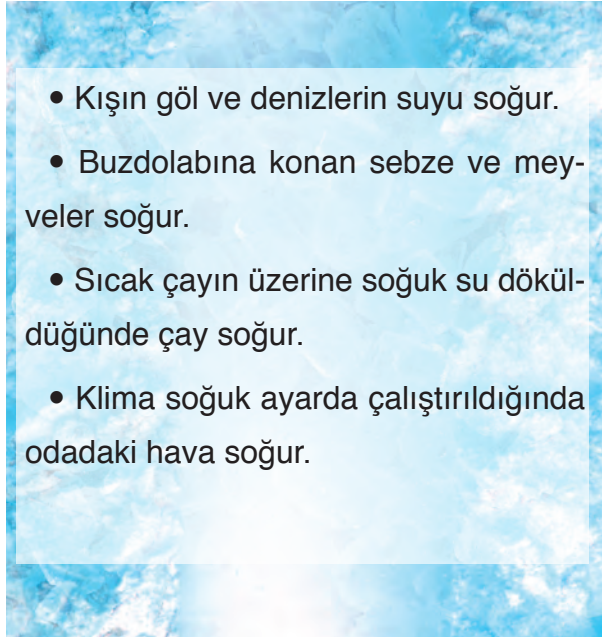 • Kışın göl ve denizlerin suyu soğur.
• Buzdolabına konan sebze ve mey-
veler soğur.
• Sıcak çayın üzerine soğuk su dökül-
düğünde çay soğur.
• Klima soğuk ayarda çalıştırıldığında
odadaki hava soğur.